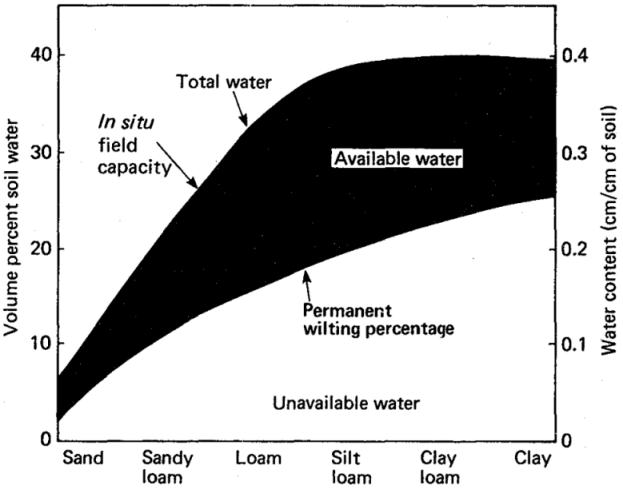 Volume percent soil water
40
30
20
10
0
Total water
In situ
field
capacity
Available water
Permanent
wilting percentage
Unavailable water
0.4
0.3
0.2
0.1
0
Water content (cm/cm of soil)
Sand
Sandy
loam
Loam
Silt
loam
Clay
loam
Clay